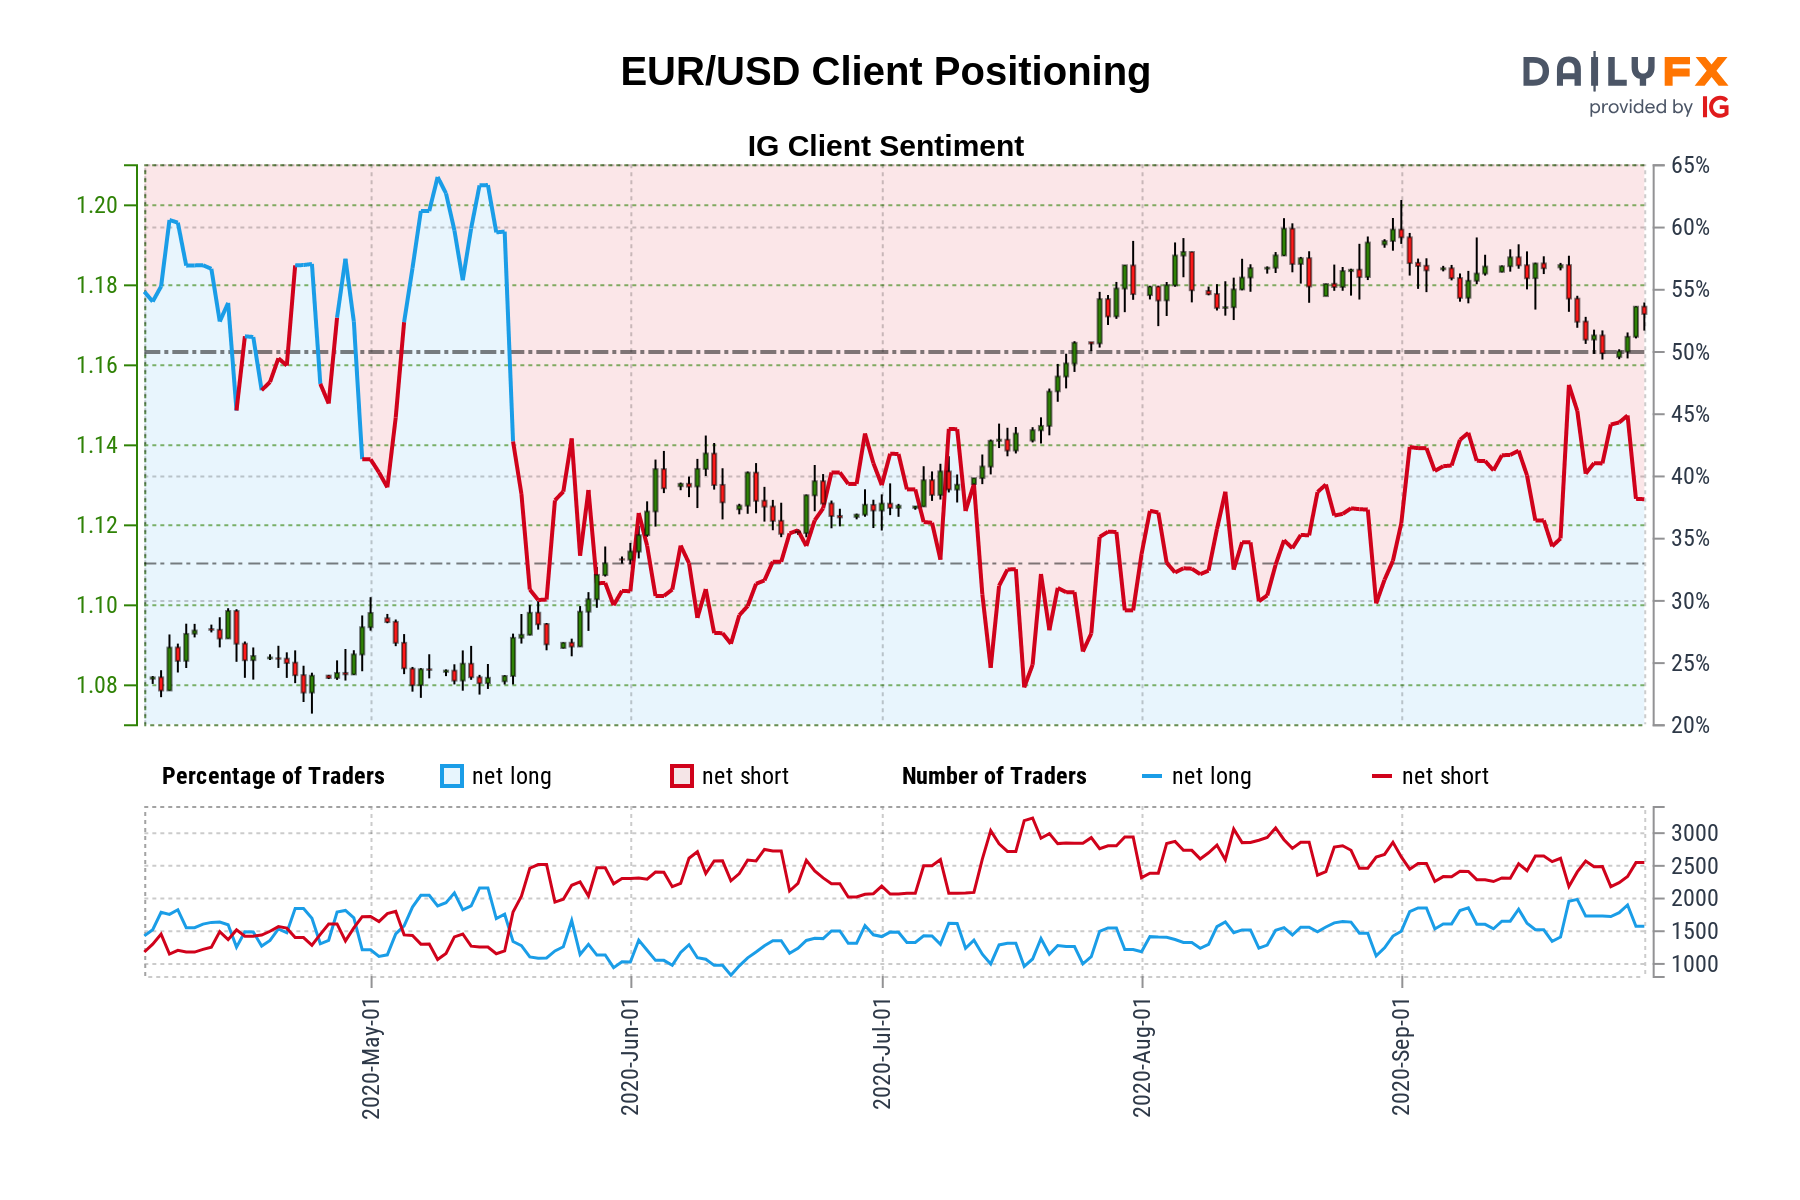 EUR/USD Client Positioning
DAILYFX
provided by IG
IG Client Sentiment
1.20
1.18
1.16
1.14
1.12
1.10
1.08
65%
60%
55%
50%
45%
40%
35%
30%
25%
20%
Percentage of Traders net long net short Number of Traders net long net short
3000
2500
2000
1500
1000
2020-May-01
2020-Jun-01
2020-Jul-01
2020-Aug-01
2020-Sep-01